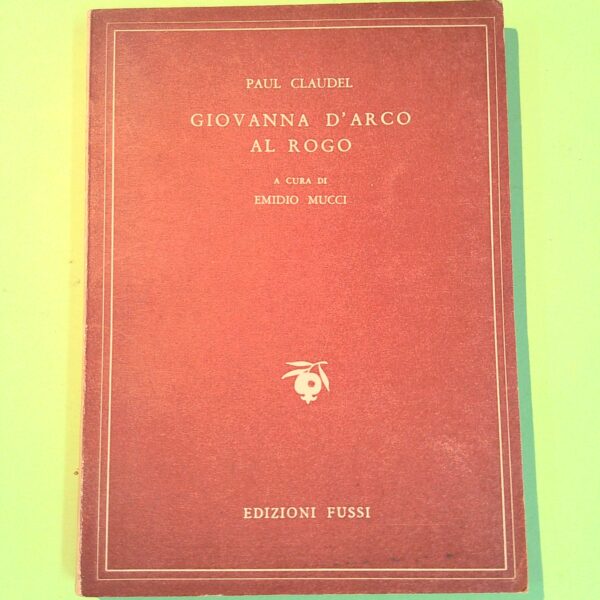 PAUL CLAUDEL
GIOVANNA D'ARCO
AL ROGO
A CURA DI
EMIDIO MUCCI
EDIZIONI FUSSI